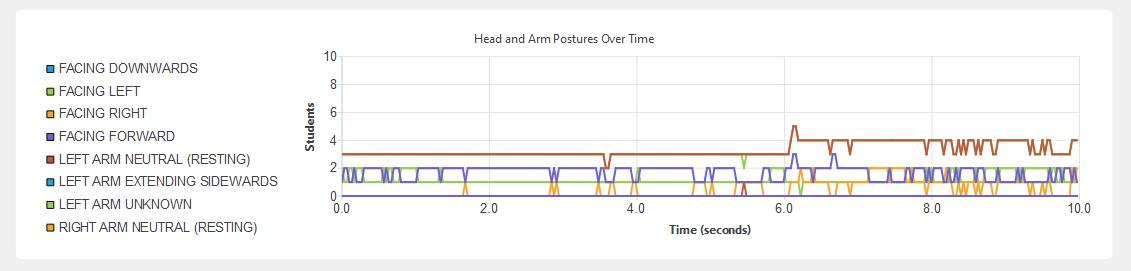 Head and Arm Postures Over Time
FACING DOWNWARDS
FACING LEFT
FACING RIGHT
FACING FORWARD
LEFT ARM NEUTRAL (RESTING)
LEFT ARM EXTENDING SIDEWARDS
LEFT ARM UNKNOWN
RIGHT ARM NEUTRAL (RESTING)
Students
10
8
6
4
2
0
0.0 2.0 4.0 6.0 8.0 10.0
Time (seconds)